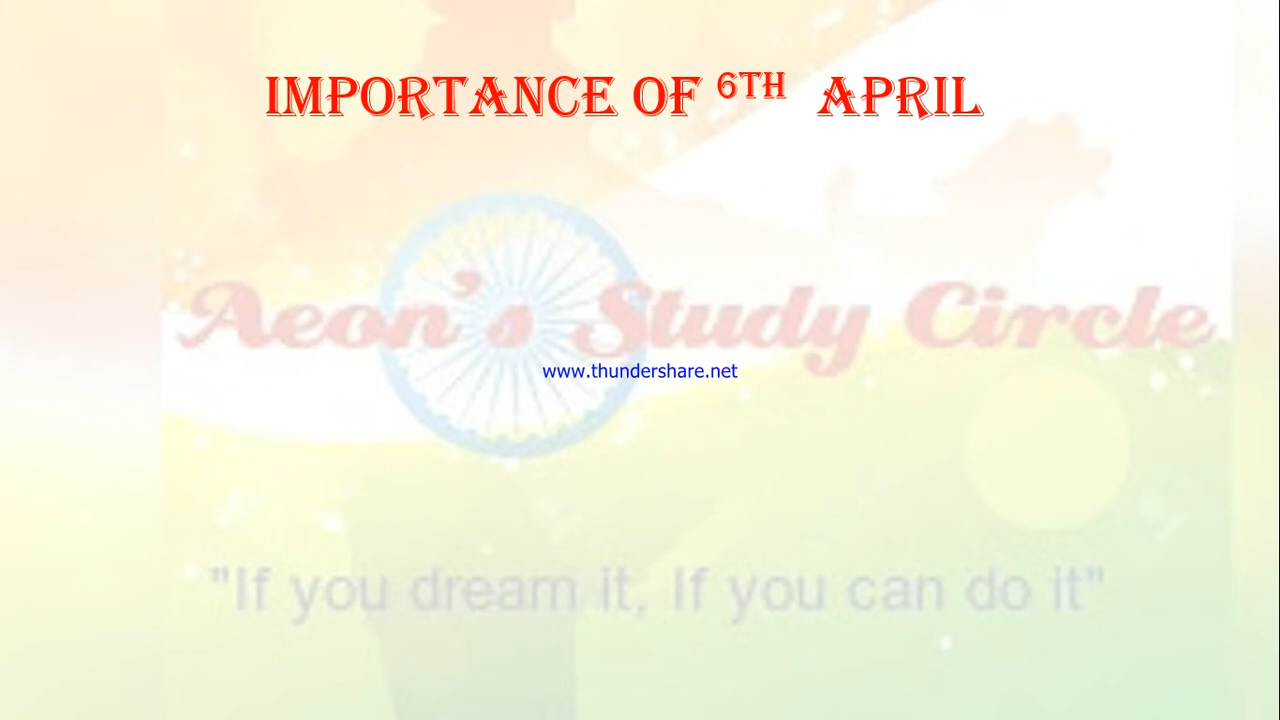 IMPORTANCE OF 6TH APRIL
Aeon's Study Circle
www.thundershare.net
"If you dream it, If you can do it"